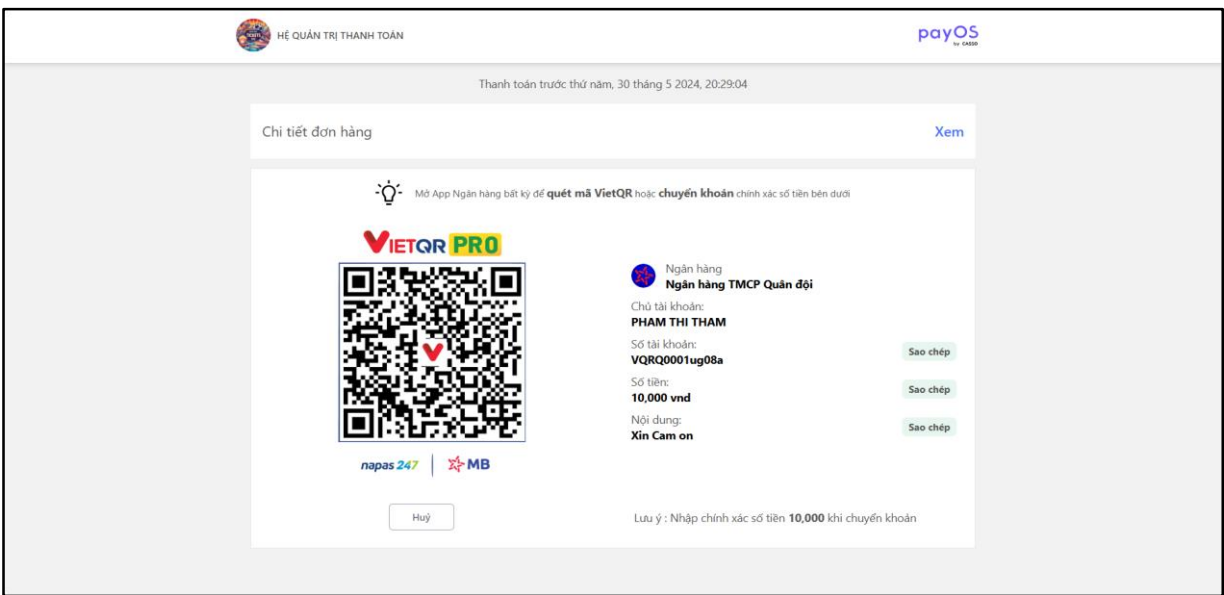 HỆ QUẢN TRỊ THANH TOÁN
payOS
by CASSO
Thanh toán trước thứ năm, 30 tháng 5 2024, 20:29:04
Chi tiết đơn hàng
Xem
Mở App Ngân hàng bất kỳ để quét mã VietQR hoặc chuyển khoản chính xác số tiền bên dưới
VIETQR PRO
Ngân hàng
Ngân hàng TMCP Quân đội
Chủ tài khoản:
PHAM THI THAM
Số tài khoản:
VQRQ0001ug08a
Sao chép
Số tiền:
10,000 vnd
Sao chép
Nội dung:
Xin Cam on
Sao chép
napas 247
MB
Huỷ
Lưu ý : Nhập chính xác số tiền 10,000 khi chuyển khoản